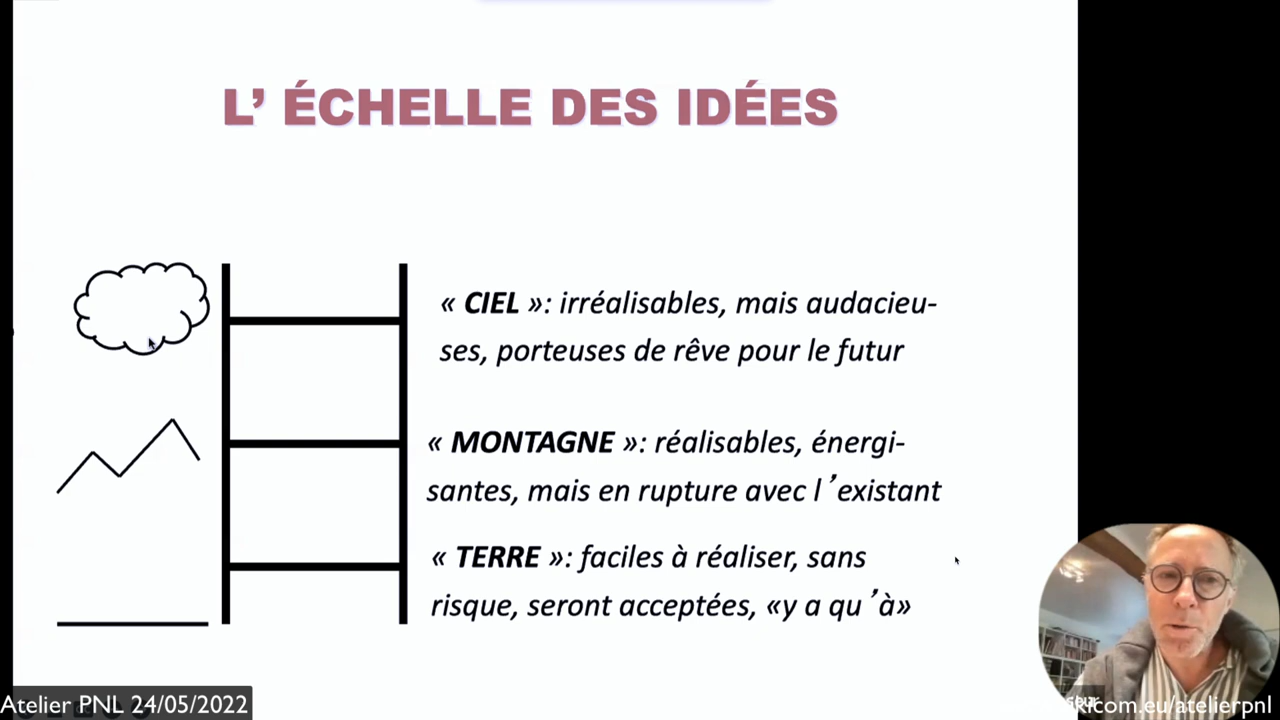 L’ ÉCHELLE DES IDÉES
« CIEL »: irréalisables, mais audacieu-
ses, porteuses de rêve pour le futur
« MONTAGNE »: réalisables, énergi-
santes, mais en rupture avec l ’existant
« TERRE »: faciles à réaliser, sans
risque, seront acceptées, «y a qu ’à»
Atelier PNL 24/05/2022
kicom.eu/atelierpnl